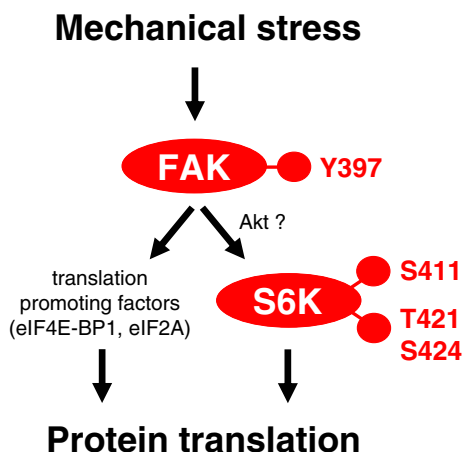 Mechanical stress
FAK
Y397
Akt ?
translation
promoting factors
(eIF4E-BP1, eIF2A)
S6K
S411
T421
S424
Protein translation